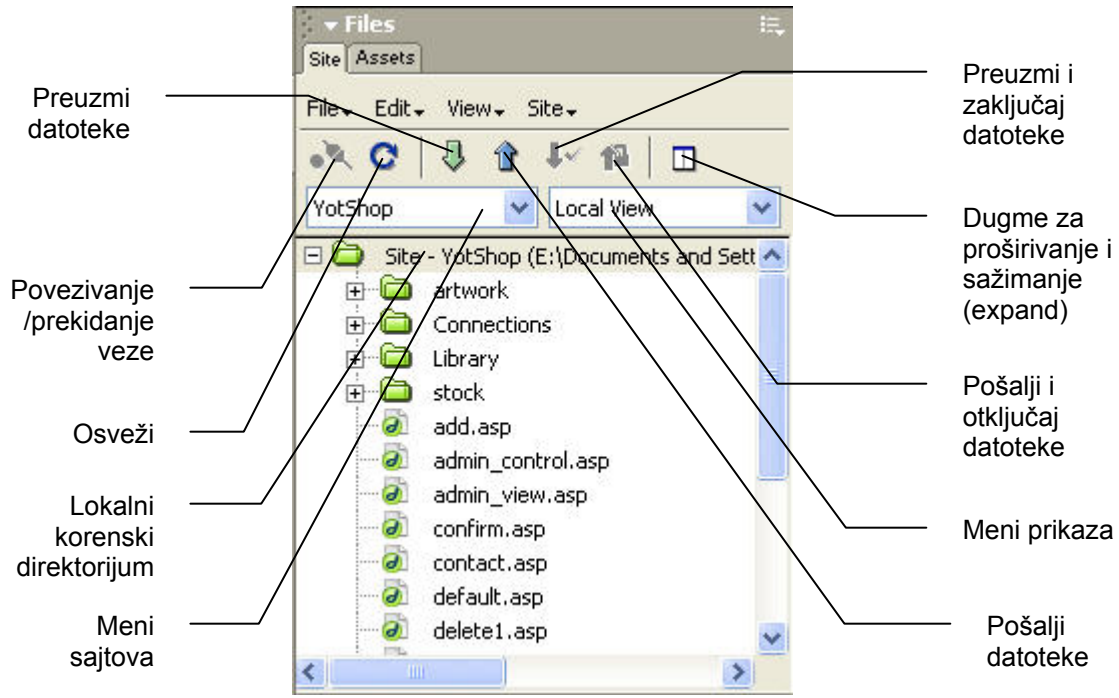 Files
Site Assets
File Edit View Site
YotShop Local View
Site - YotShop (E:\Documents and Sett
artwork
Connections
Library
stock
add.asp
admin_control.asp
admin_view.asp
confirm.asp
contact.asp
default.asp
delete1.asp
Preuzmi
datoteke
Povezivanje
/prekidanje
veze
Osveži
Lokalni
korenski
direktorijum
Meni
sajtova
Preuzmi i
zaključaj
datoteke
Dugme za
proširivanje i
sažimanje
(expand)
Pošalji i
otključaj
datoteke
Meni prikaza
Pošalji
datoteke